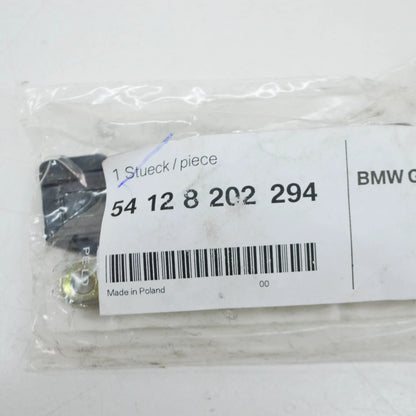 1 Stueck / piece
54 12 8 202 294
BMW G
Made in Poland
00